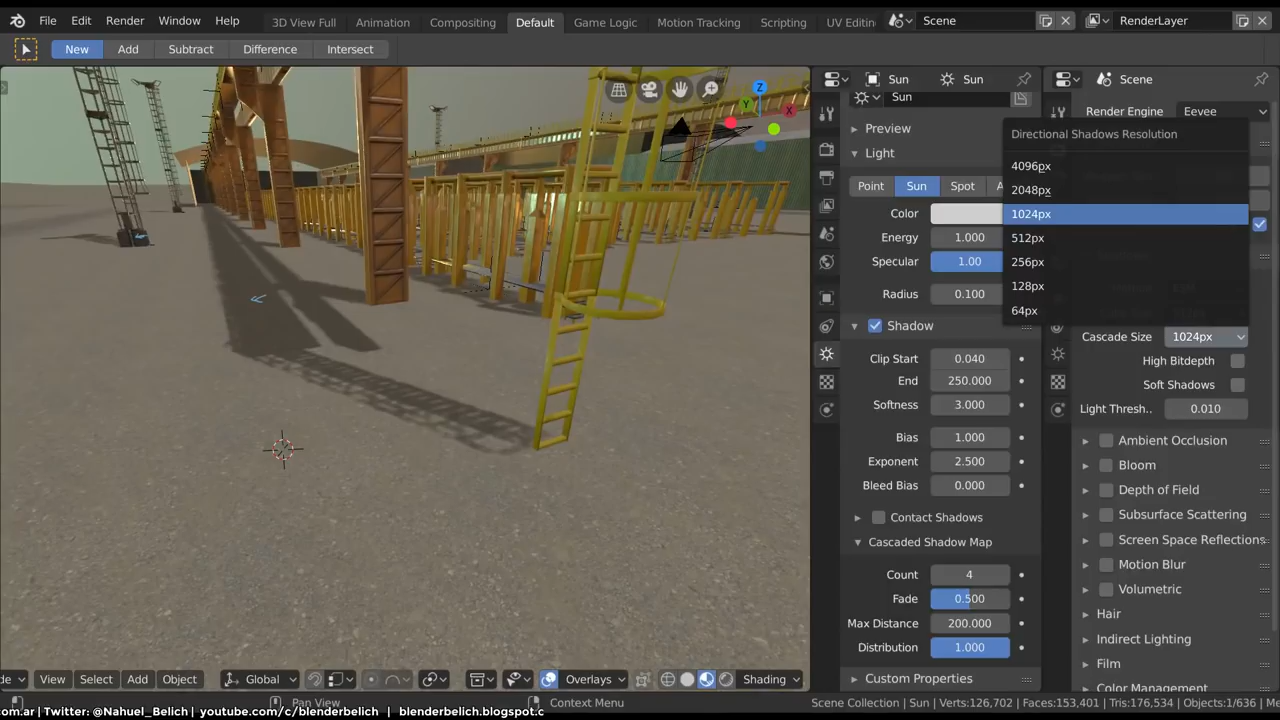 File Edit Render Window Help 3D View Full Animation Compositing Default Game Logic Motion Tracking Scripting UV Editin Scene RenderLayer
New Add Subtract Difference Intersect
Sun Sun Scene
Sun
Render Engine Eevee
Preview
Directional Shadows Resolution
Light
4096px
Point Sun Spot A
2048px
Color
1024px
Energy 1.000
512px
Specular 1.00
256px
Radius 0.100
128px
64px
Shadow
Cascade Size 1024px
Clip Start 0.040
High Bitdepth
End 250.000
Soft Shadows
Softness 3.000
Light Thresh.. 0.010
Bias 1.000
Ambient Occlusion
Exponent 2.500
Bloom
Bleed Bias 0.000
Depth of Field
Contact Shadows
Subsurface Scattering
Cascaded Shadow Map
Screen Space Reflections
Motion Blur
Count 4
Volumetric
Fade 0.500
Hair
Max Distance 200.000
Indirect Lighting
Distribution 1.000
Film
Custom Properties
Color Management
de View Select Add Object Global Overlays Shading
Pan View Context Menu Scene Collection | Sun | Verts:126,702 | Faces:153,401 | Tris:176,534 | Objects:1/636 | Me
com.ar | Twitter: @Nahuel_Belich | youtube.com/c/blenderbelich | blenderbelich.blogspot.c
X Y Z